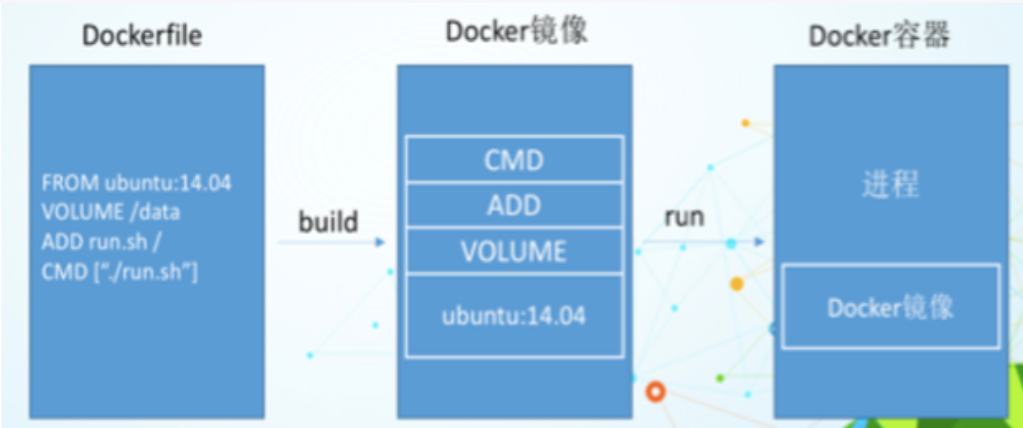 Dockerfile
FROM ubuntu:14.04
VOLUME /data
ADD run.sh /
CMD [“./run.sh”]
build
Docker镜像
CMD
ADD
VOLUME
ubuntu:14.04
run
Docker容器
进程
Docker镜像